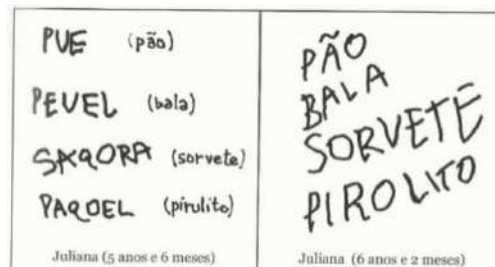 PUE (pão)
PEVEL (bala)
SAQORA (sorvete)
PAQOEL (pirulito)
Juliana (5 anos e 6 meses)
PÃO
BALA
SORVETE
PIROLITO
Juliana (6 anos e 2 meses)